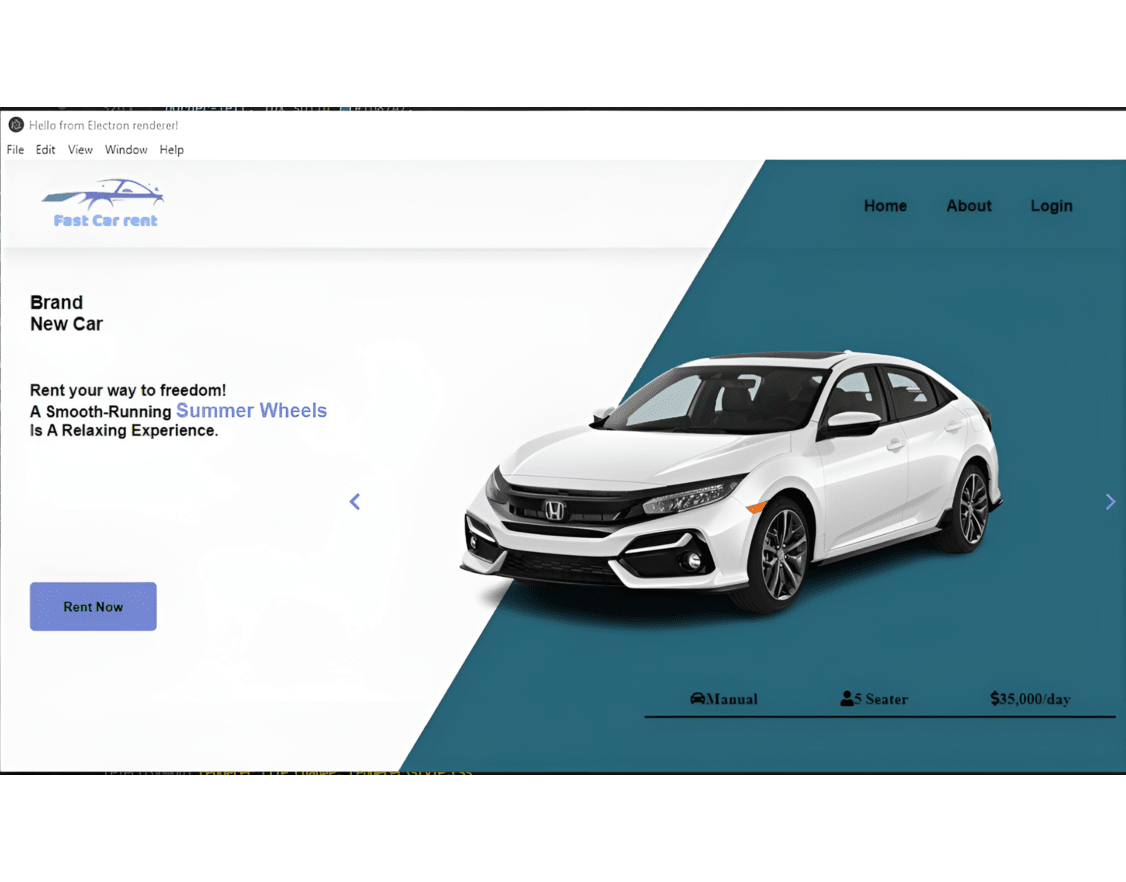 Hello from Electron renderer!
File Edit View Window Help
Fast Car rent
Home About Login
Brand
New Car
Rent your way to freedom!
A Smooth-Running Summer Wheels
Is A Relaxing Experience.
Rent Now
Manual 5 Seater $35,000/day